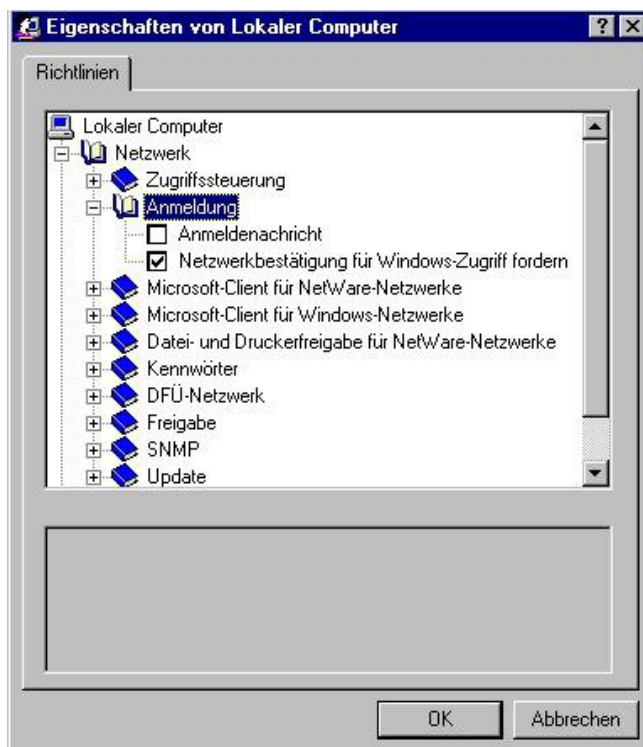 Eigenschaften von Lokaler Computer
Richtlinien
Lokaler Computer
Netzwerk
Zugriffssteuerung
Anmeldung
Anmeldenachricht
Netzwerkbestätigung für Windows-Zugriff fordern
Microsoft-Client für NetWare-Netzwerke
Microsoft-Client für Windows-Netzwerke
Datei- und Druckerfreigabe für NetWare-Netzwerke
Kennwörter
DFÜ-Netzwerk
Freigabe
SNMP
Update
OK Abbrechen